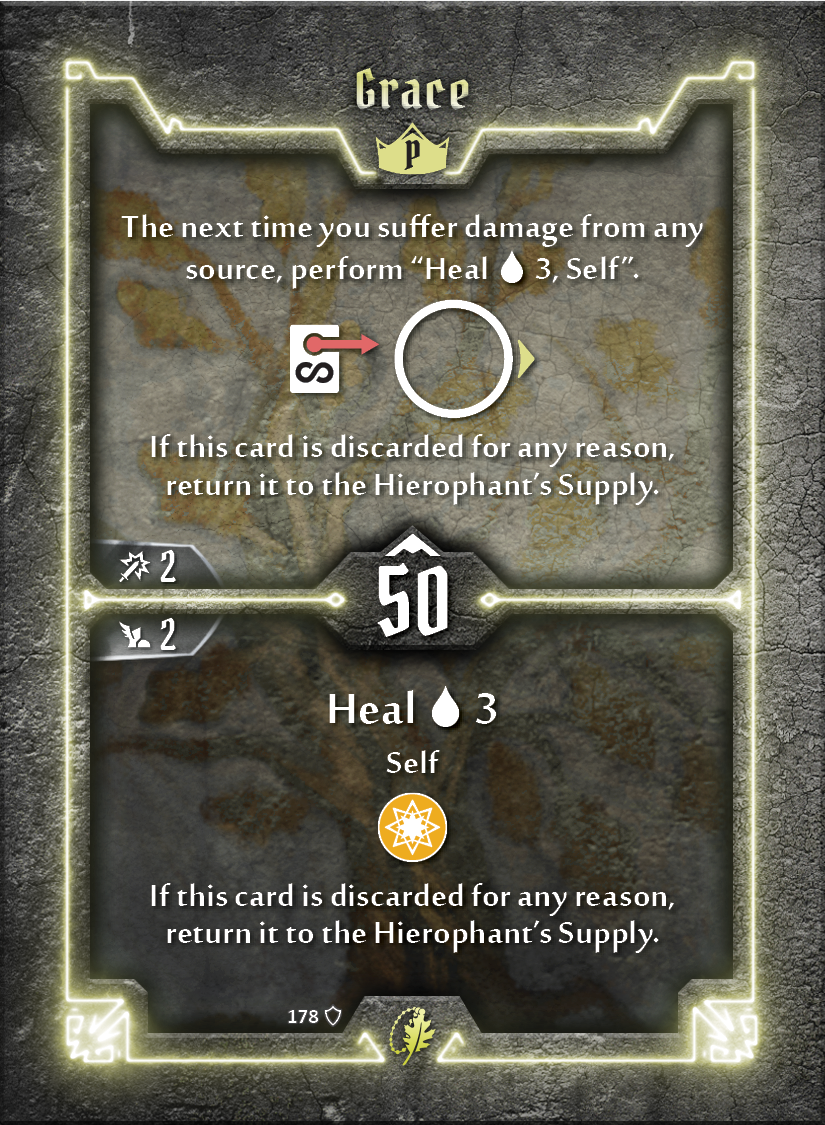 Grace
P
The next time you suffer damage from any
source, perform “Heal 3, Self”.
If this card is discarded for any reason,
return it to the Hierophant’s Supply.
2
50
2
Heal 3
Self
If this card is discarded for any reason,
return it to the Hierophant’s Supply.
178